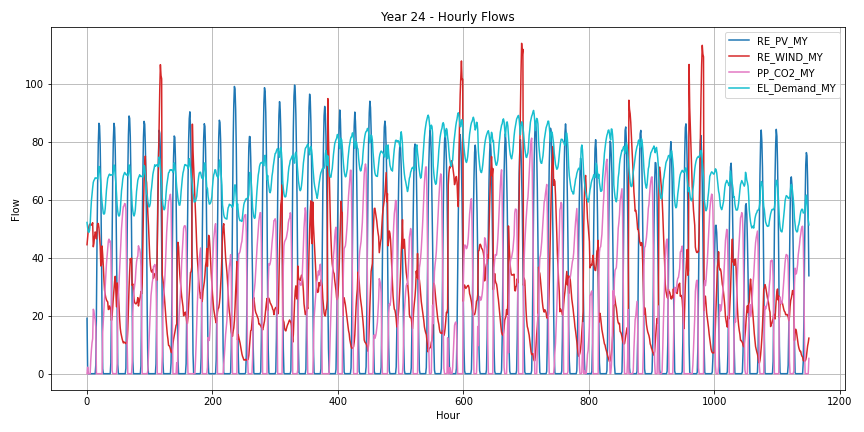 Year 24 - Hourly Flows
RE_PV_MY
RE_WIND_MY
PP_CO2_MY
EL_Demand_MY
Flow
100
80
60
40
20
0
0 200 400 600 800 1000 1200
Hour